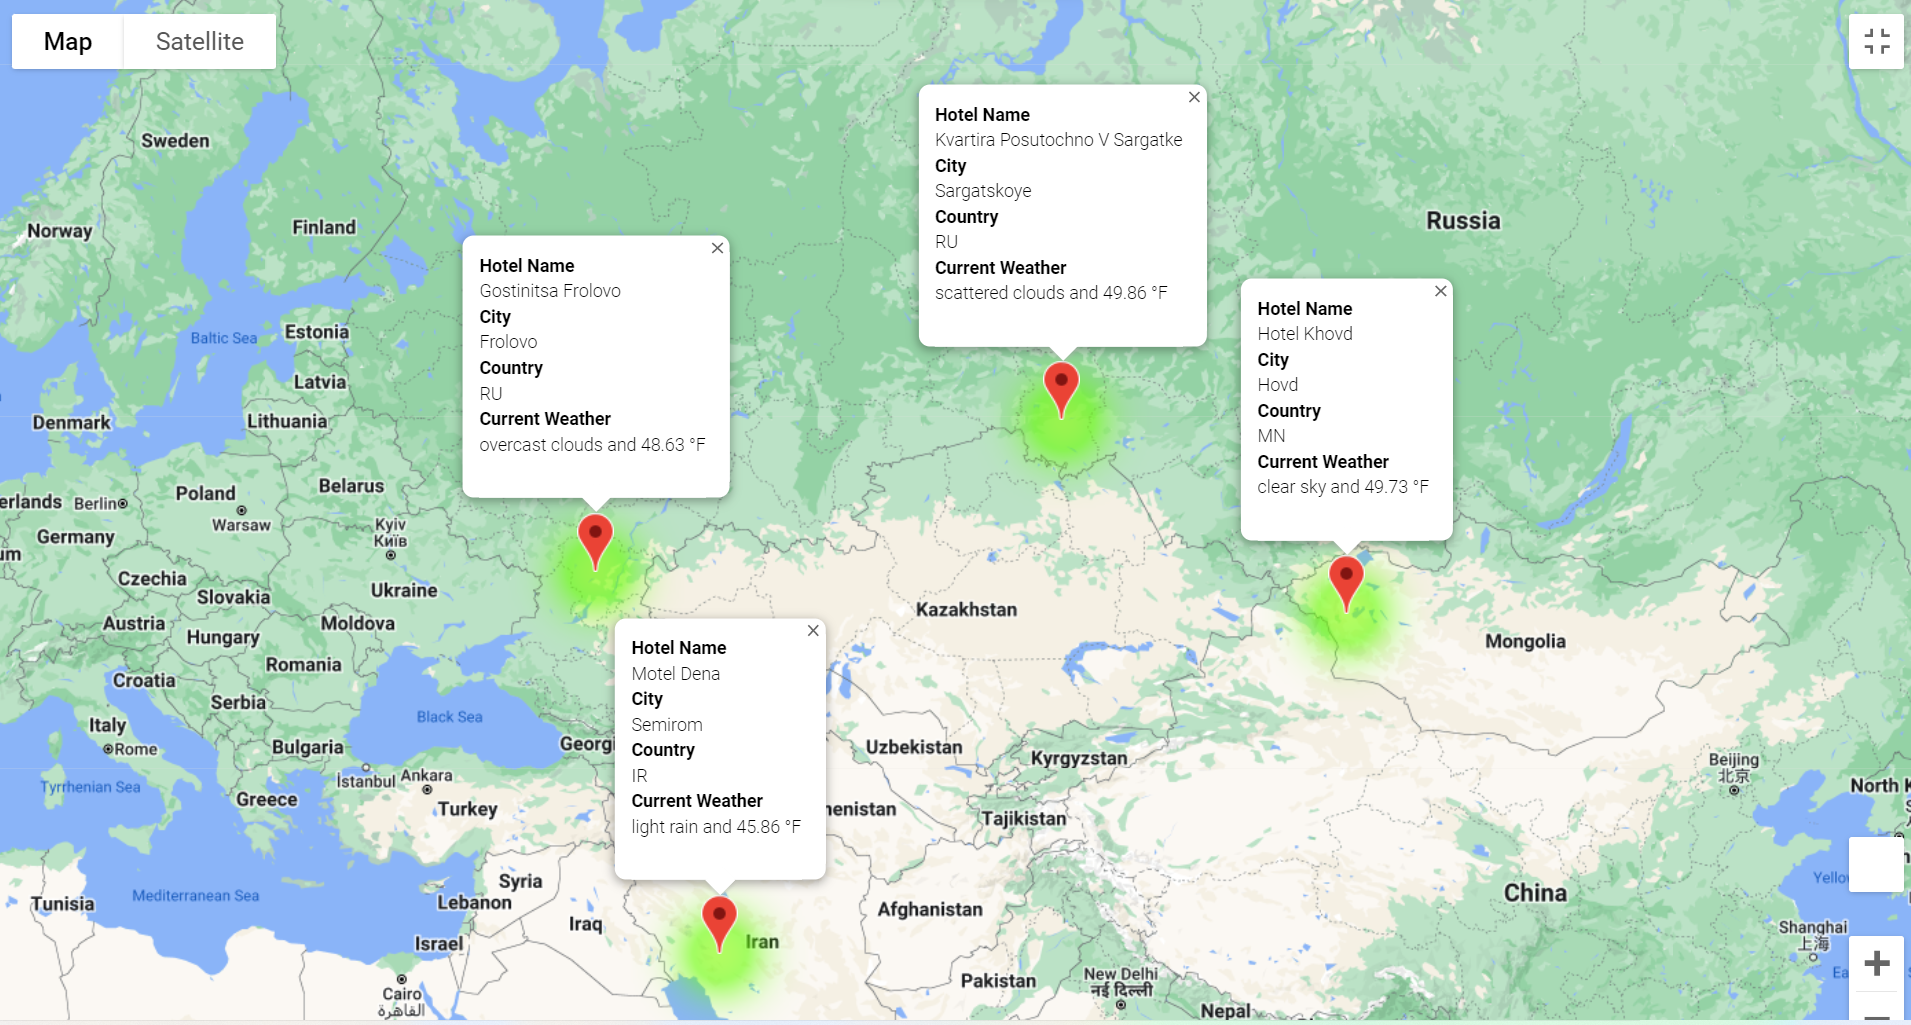 Map
Satellite
Hotel Name
Kvartira Posutochno V Sargatke
City
Sargatskoye
Country
RU
Current Weather
scattered clouds and 49.86 °F
Hotel Name
Gostinitsa Frolovo
City
Frolovo
Country
RU
Current Weather
overcast clouds and 48.63 °F
Hotel Name
Hotel Khovd
City
Hovd
Country
MN
Current Weather
clear sky and 49.73 °F
Hotel Name
Motel Dena
City
Semirom
Country
IR
Current Weather
light rain and 45.86 °F
Sweden
Norway
Finland
Russia
Baltic Sea
Estonia
Latvia
Denmark
Lithuania
Belarus
erlands
Berlin
Poland
Warsaw
Germany
um
Kyiv
Київ
Czechia
Slovakia
Ukraine
Austria
Hungary
Moldova
Romania
Croatia
Serbia
Italy
Rome
Black Sea
Bulgaria
Georgi
Kazakhstan
Mongolia
Uzbekistan
Kyrgyzstan
Tyrrhenian Sea
İstanbul
Ankara
Greece
Turkey
menistan
Tajikistan
Beijing
北京
North K
Mediterranean Sea
Tunisia
Syria
Lebanon
Iraq
Israel
Iran
Afghanistan
China
Yello
Shanghai
上海
Ea
Cairo
القاهرة
Pakistan
New Delhi
नई दिल्ली
Nepal